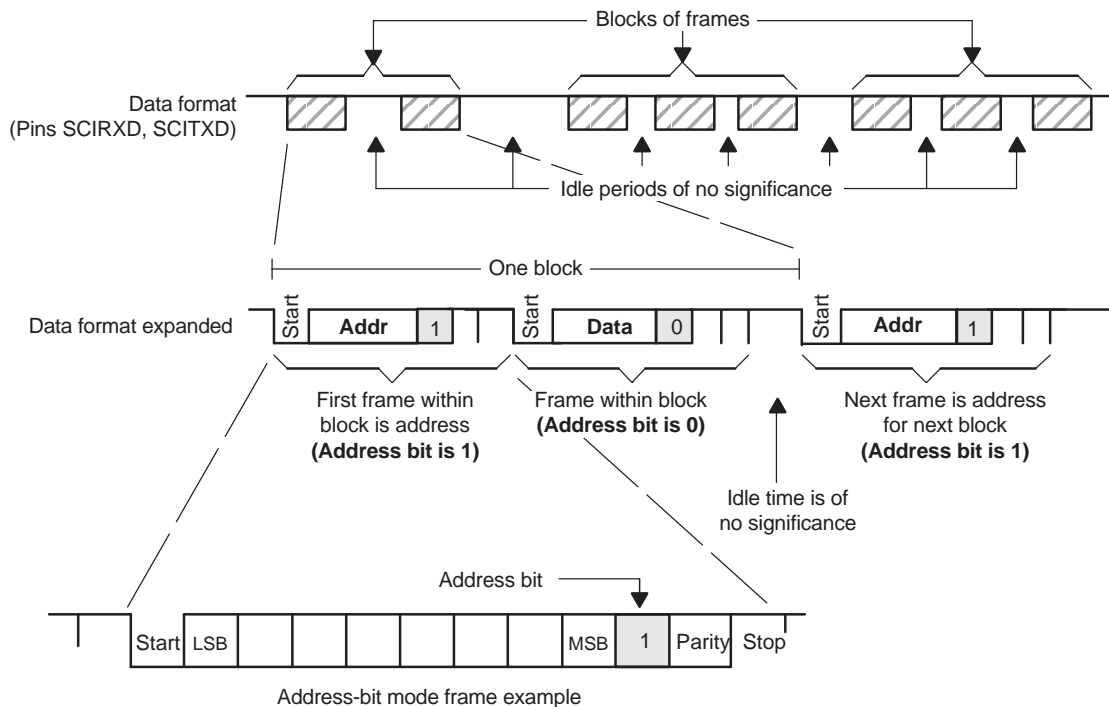 Blocks of frames
Data format
(Pins SCIRXD, SCITXD)
Idle periods of no significance
One block
Data format expanded
Start
Addr
1
Start
Data
0
Start
Addr
1
First frame within
block is address
(Address bit is 1)
Frame within block
(Address bit is 0)
Next frame is address
for next block
(Address bit is 1)
Idle time is of
no significance
Address bit
Start
LSB
MSB
1
Parity
Stop
Address-bit mode frame example